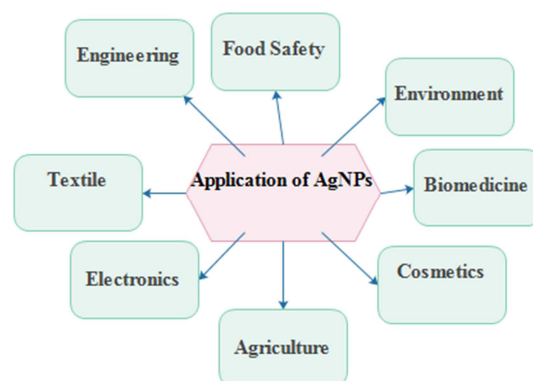 Engineering
Food Safety
Environment
Textile
Application of AgNPs
Biomedicine
Electronics
Cosmetics
Agriculture